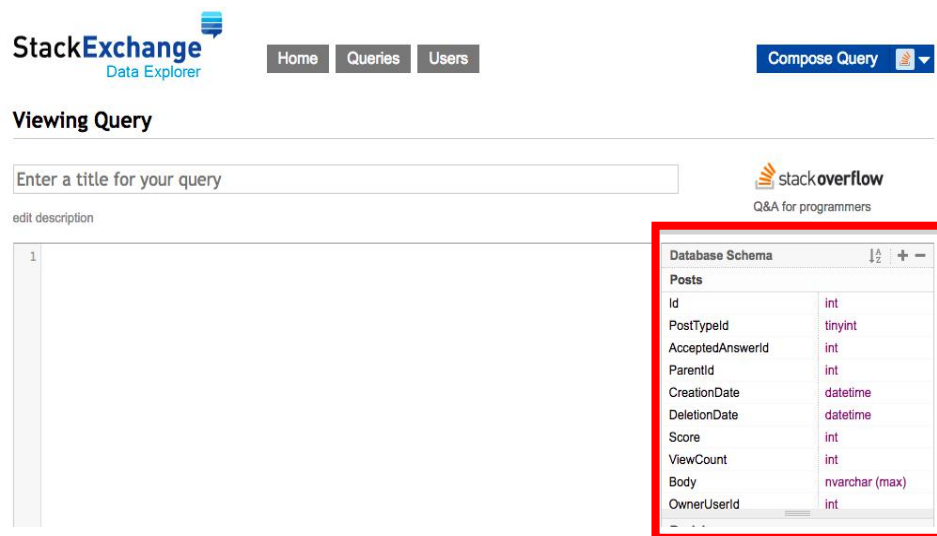 StackExchange
Data Explorer
Home Queries Users
Compose Query
Viewing Query
Enter a title for your query
stackoverflow
Q&A for programmers
edit description
1
Database Schema
Posts
Id int
PostTypeId tinyint
AcceptedAnswerId int
ParentId int
CreationDate datetime
DeletionDate datetime
Score int
ViewCount int
Body nvarchar (max)
OwnerUserId int